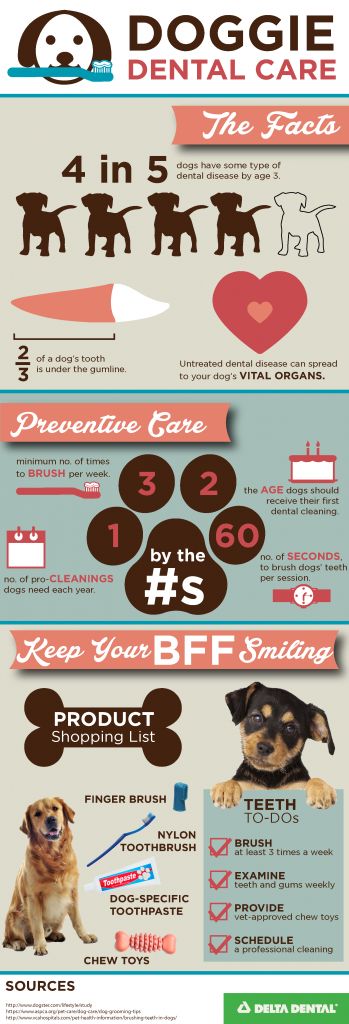 DOGGIE
DENTAL CARE
The Facts
4 in 5
dogs have some type of
dental disease by age 3.
2
3
of a dog's tooth
is under the gumline.
Untreated dental disease can spread
to your dog's VITAL ORGANS.
Preventive Care
minimum no. of times
to BRUSH per week.
3
2
the AGE dogs should
receive their first
dental cleaning.
1
60
no. of pro-CLEANINGS
dogs need each year.
by the
#s
no. of SECONDS,
to brush dogs' teeth
per session.
Keep Your BFF Smiling
PRODUCT
Shopping List
FINGER BRUSH
NYLON
TOOTHBRUSH
Toothpaste
DOG-SPECIFIC
TOOTHPASTE
CHEW TOYS
TEETH
TO-DOs
BRUSH
at least 3 times a week
EXAMINE
teeth and gums weekly
PROVIDE
vet-approved chew toys
SCHEDULE
a professional cleaning
SOURCES
http://www.dogster.com/lifestyle/study
https://www.aspca.org/pet-care/dog-care/dog-grooming-tips
http://www.vcahospitals.com/pet-health-information/brushing-teeth-in-dogs/
DELTA DENTAL